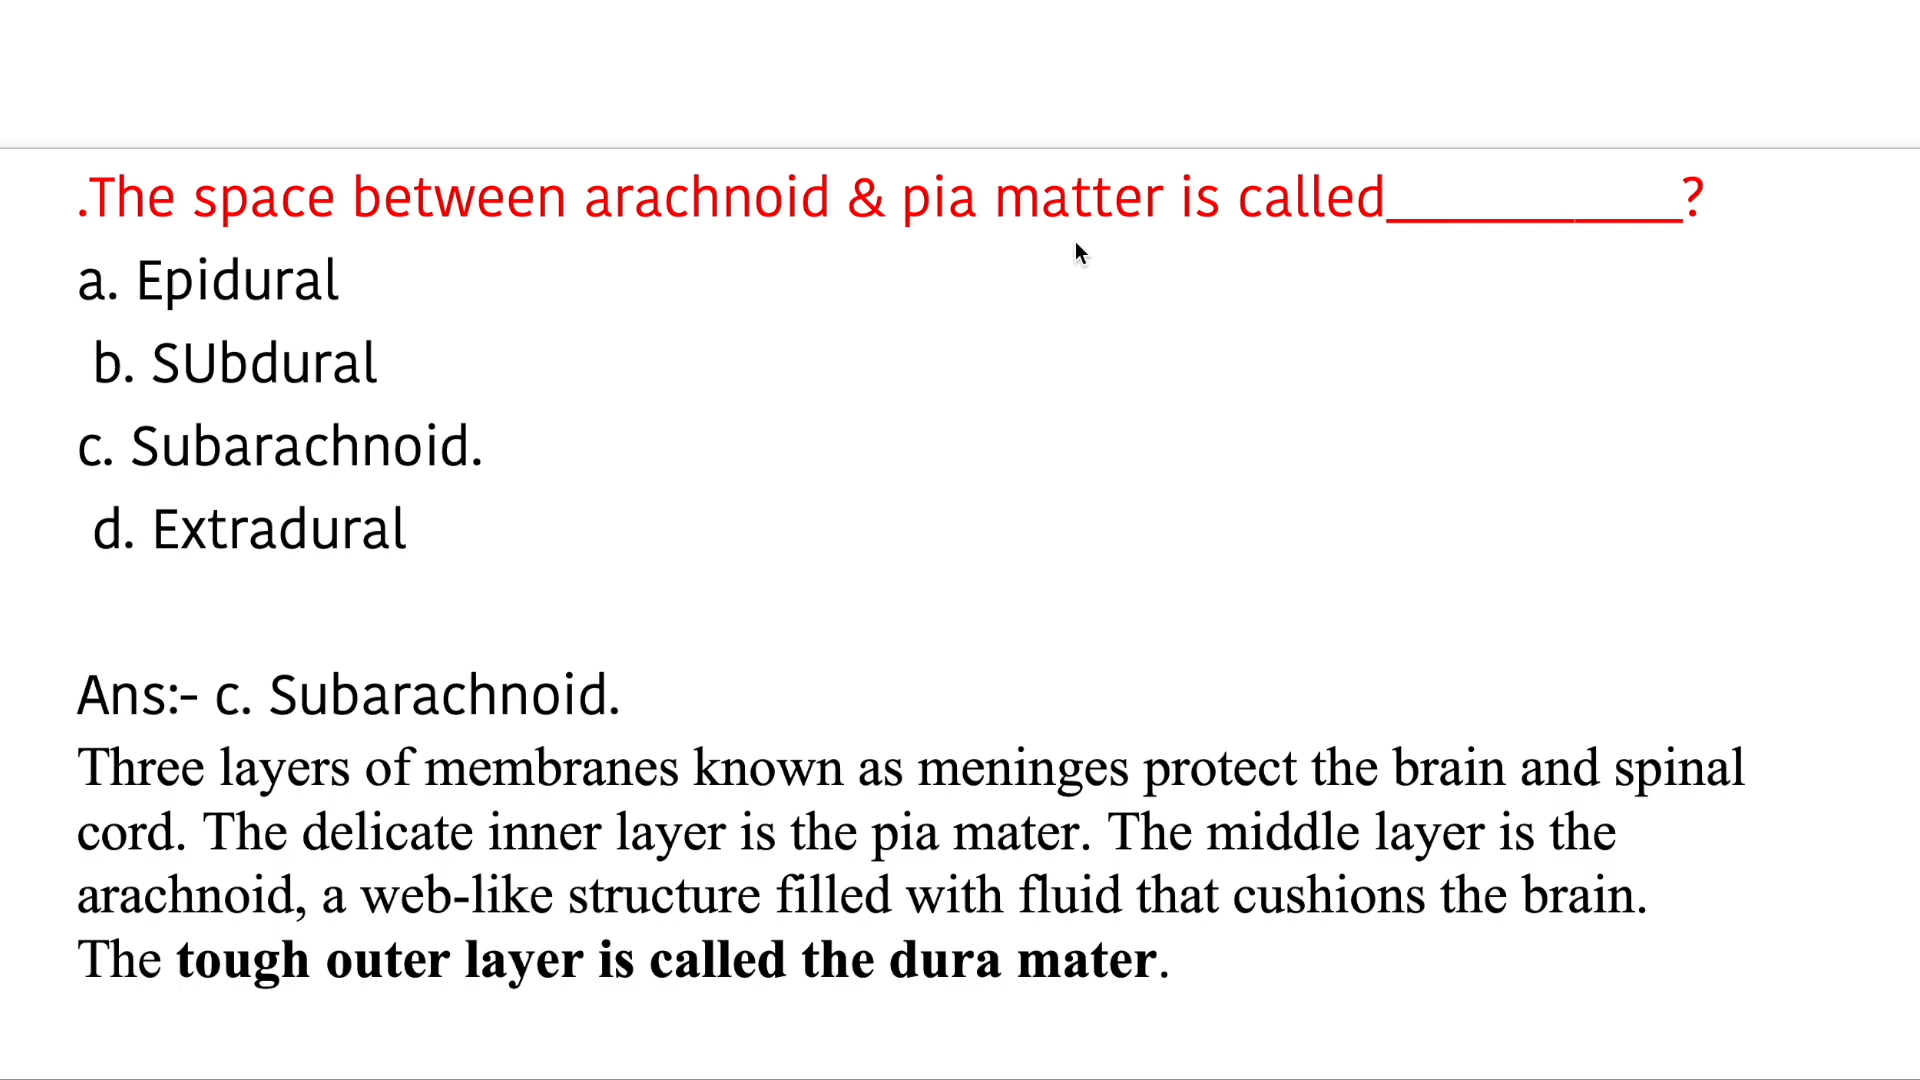 .The space between arachnoid & pia matter is called___________?
a. Epidural
b. SUbdural
c. Subarachnoid.
d. Extradural
Ans:- c. Subarachnoid.
Three layers of membranes known as meninges protect the brain and spinal
cord. The delicate inner layer is the pia mater. The middle layer is the
arachnoid, a web-like structure filled with fluid that cushions the brain.
The tough outer layer is called the dura mater.